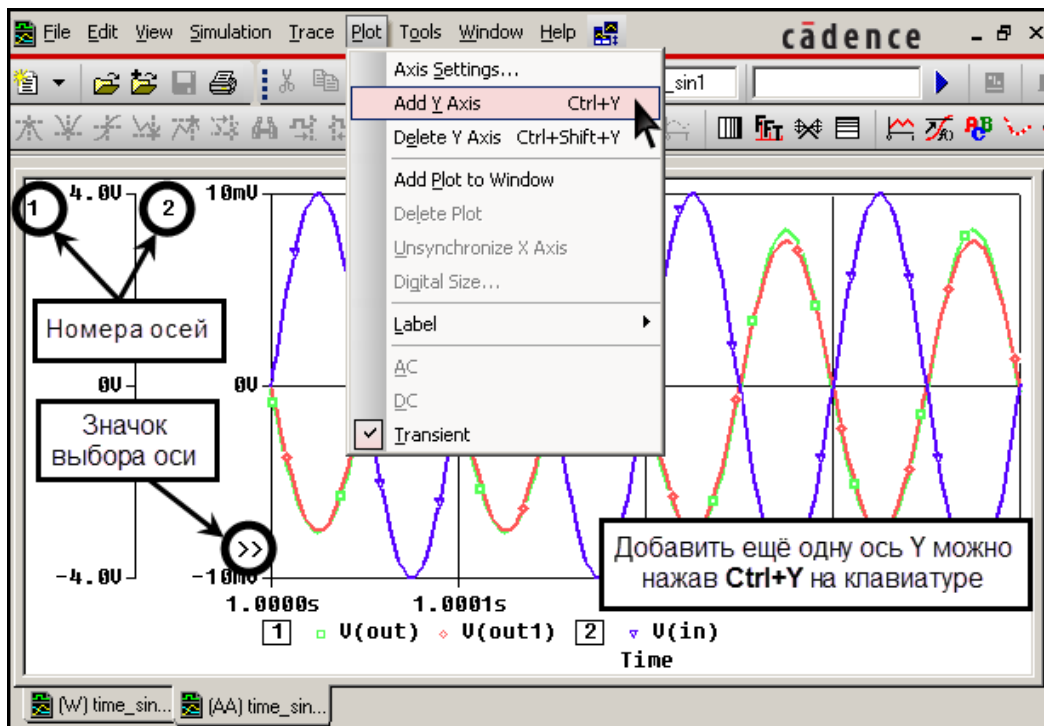 File Edit View Simulation Trace Plot Tools Window Help
cādence
Axis Settings...
_sin1
Add Y Axis Ctrl+Y
Delete Y Axis Ctrl+Shift+Y
FFT
ABC
Add Plot to Window
Delete Plot
Unsynchronize X Axis
Digital Size...
Label
AC
DC
Transient
4.0V
10mV
1
2
Номера осей
0V
0V
Значок
выбора оси
>>
Добавить ещё одну ось Y можно
нажав Ctrl+Y на клавиатуре
-4.0V
-10mV
1.0000s
1.0001s
1 V(out) V(out1) 2 V(in)
Time
(W) time_sin...
(AA) time_sin...